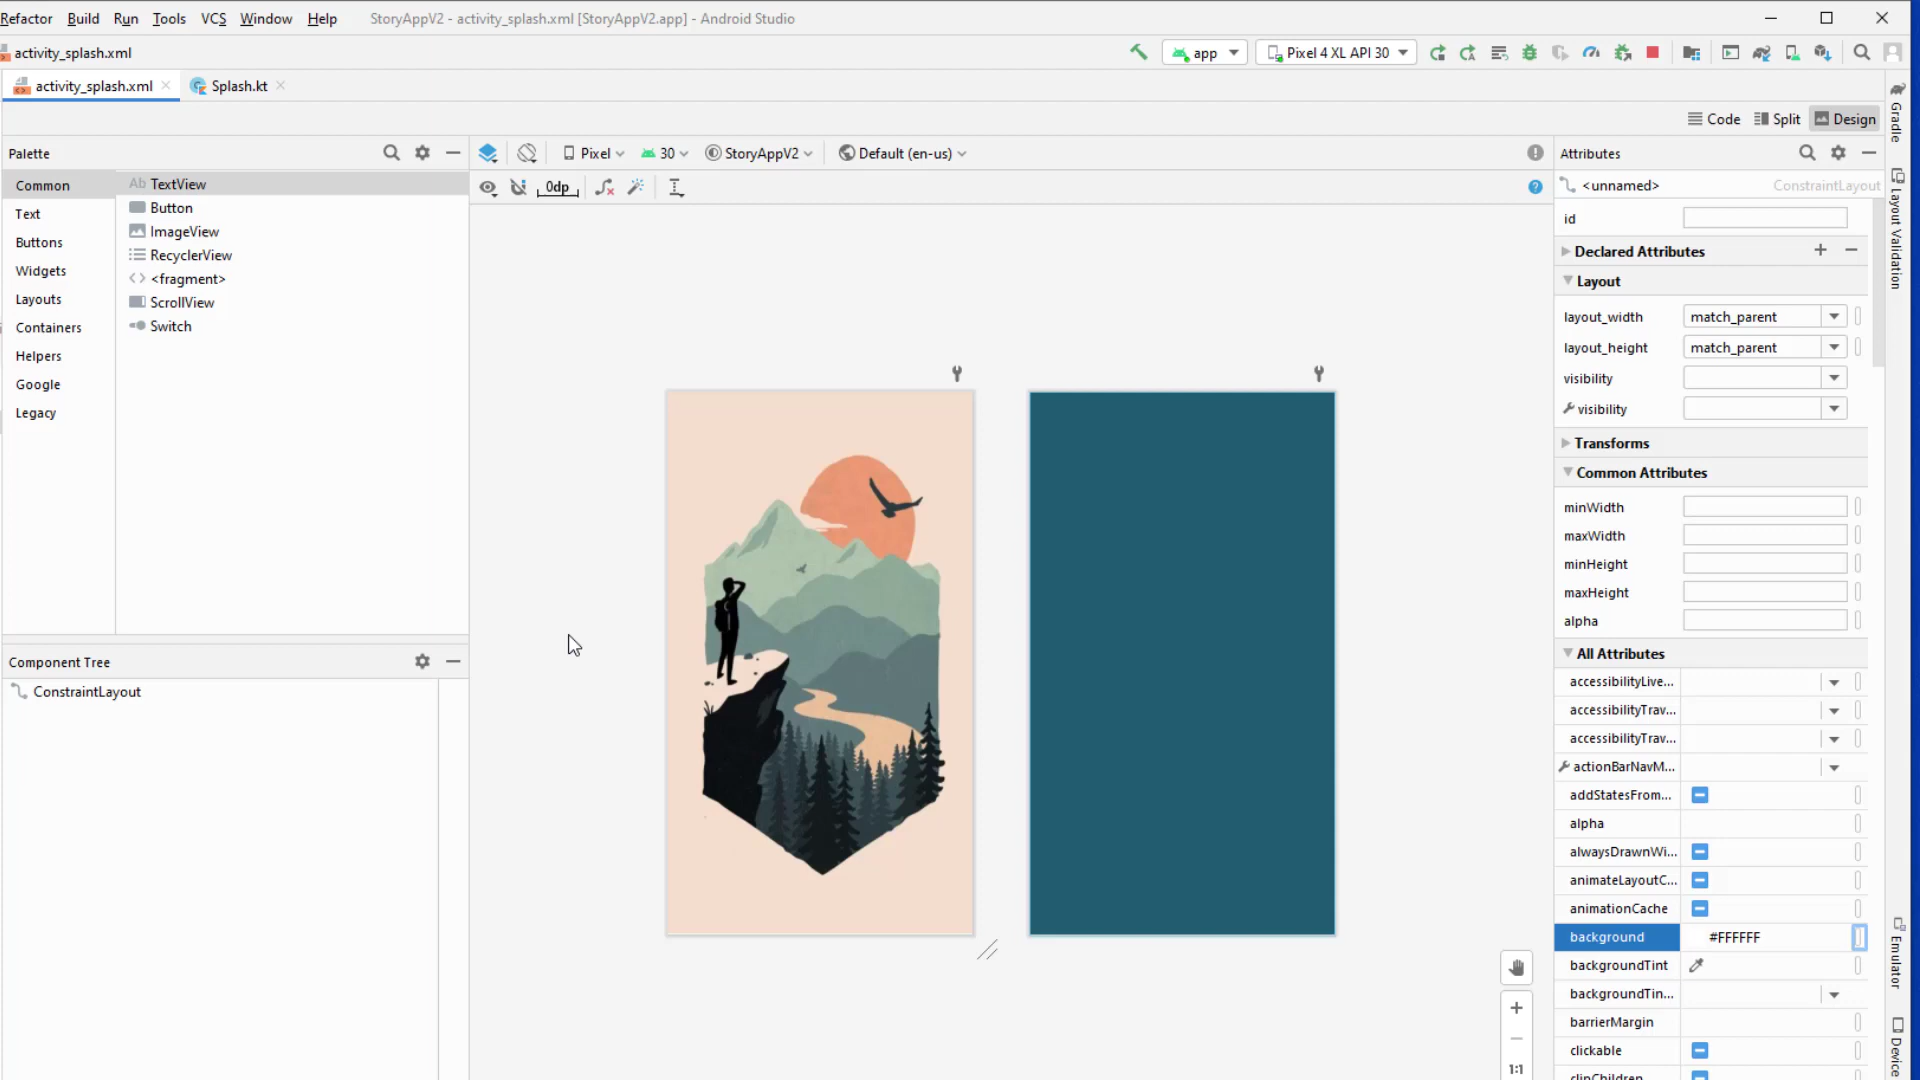 Refactor Build Run Tools VCS Window Help StoryAppV2 - activity_splash.xml [StoryAppV2.app] - Android Studio
activity_splash.xml
app Pixel 4 XL API 30
activity_splash.xml Splash.kt
Code Split Design
Palette
Pixel 30 StoryAppV2 Default (en-us)
Attributes
Common
Text
Buttons
Widgets
Layouts
Containers
Helpers
Google
Legacy
Ab TextView
Button
ImageView
RecyclerView
<fragment>
ScrollView
Switch
0dp
Component Tree
ConstraintLayout
1:1
<unnamed> ConstraintLayout
id
Declared Attributes
Layout
layout_width match_parent
layout_height match_parent
visibility
visibility
Transforms
Common Attributes
minWidth
maxWidth
minHeight
maxHeight
alpha
All Attributes
accessibilityLive...
accessibilityTrav...
accessibilityTrav...
actionBarNavM...
addStatesFrom...
alpha
alwaysDrawnWi...
animateLayoutC...
animationCache
background #FFFFFF
backgroundTint
backgroundTin...
barrierMargin
clickable
clipChildren
Gradle
Layout Validation
Emulator
Device